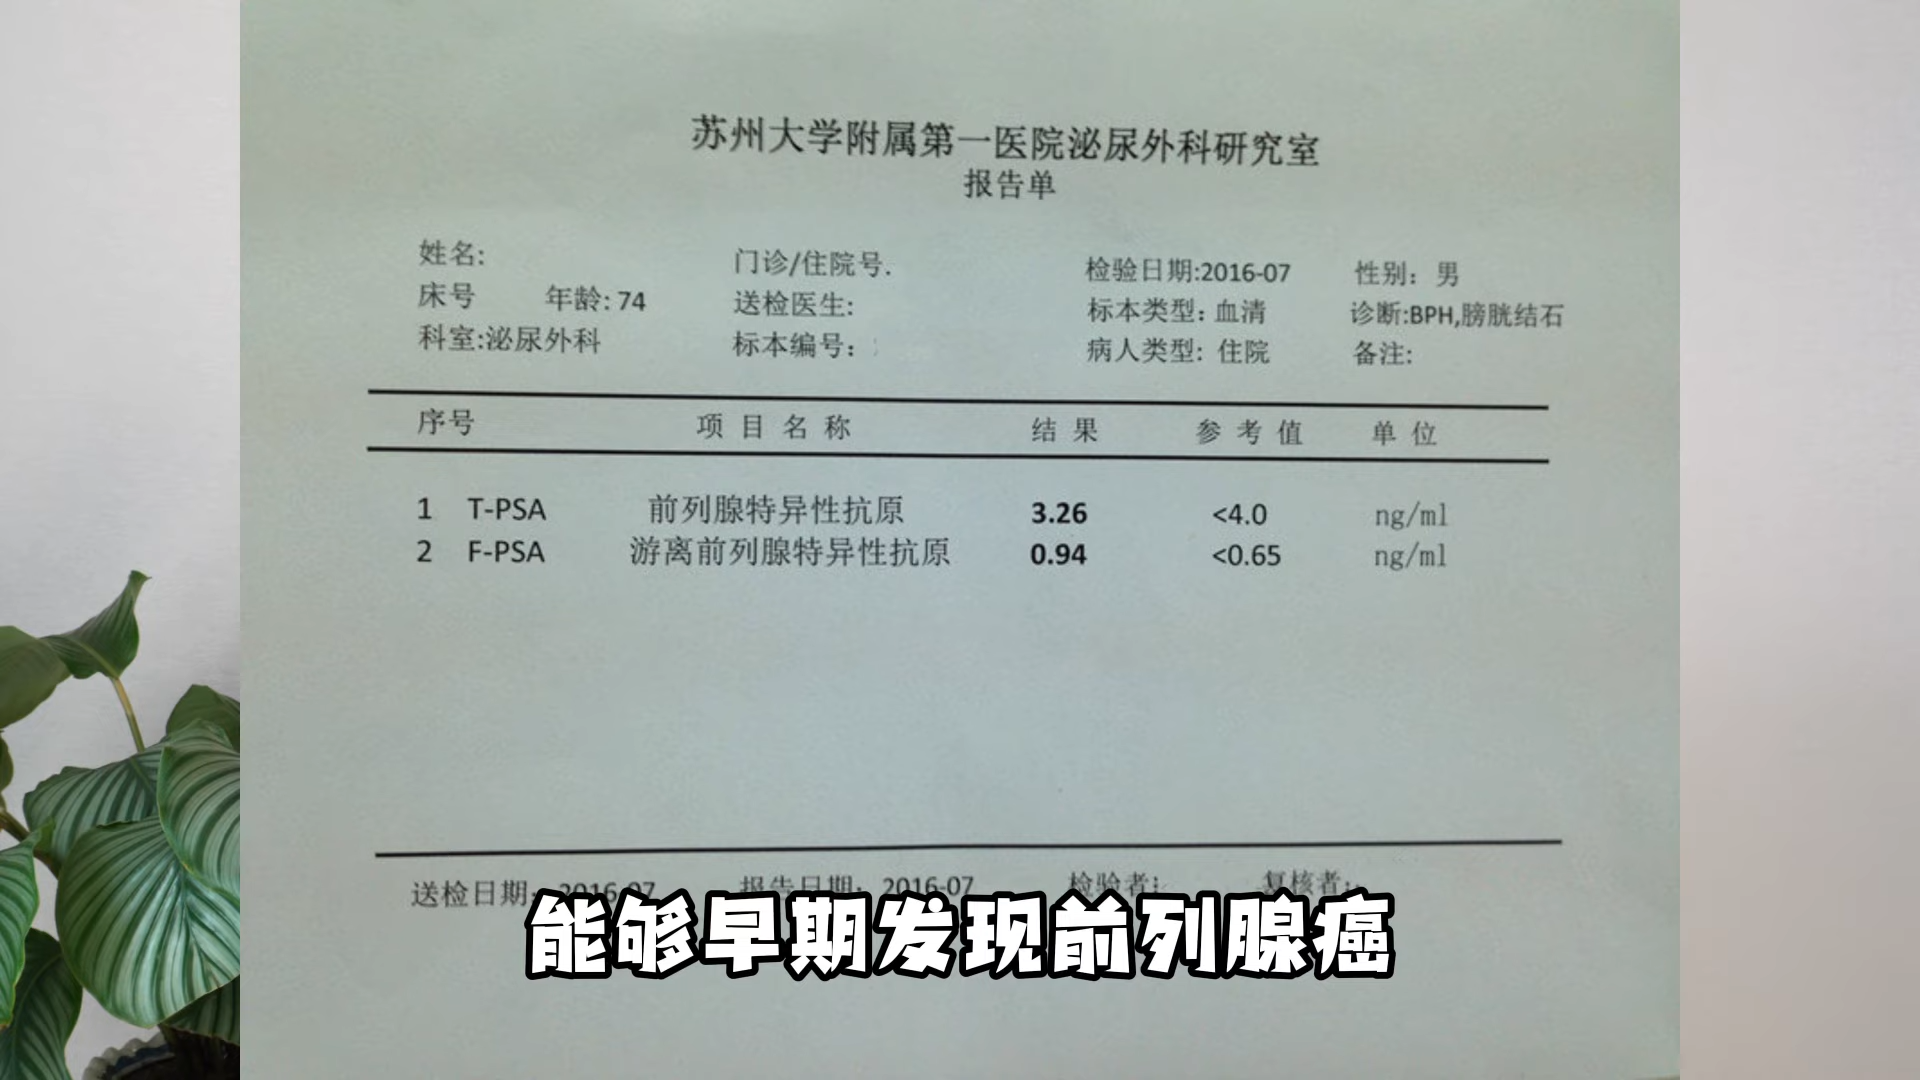 苏州大学附属第一医院泌尿外科研究室
报告单
姓名: 门诊/住院号. 检验日期:2016-07 性别: 男
床号 年龄: 74 送检医生: 标本类型: 血清 诊断:BPH,膀胱结石
科室:泌尿外科 标本编号: 病人类型: 住院 备注:
序号 项目名称 结果 参考值 单位
1 T-PSA 前列腺特异性抗原 3.26 <4.0 ng/ml
2 F-PSA 游离前列腺特异性抗原 0.94 <0.65 ng/ml
送检日期: 2016-07 报告日期: 2016-07 检验者: 复核者:
能够早期发现前列腺癌